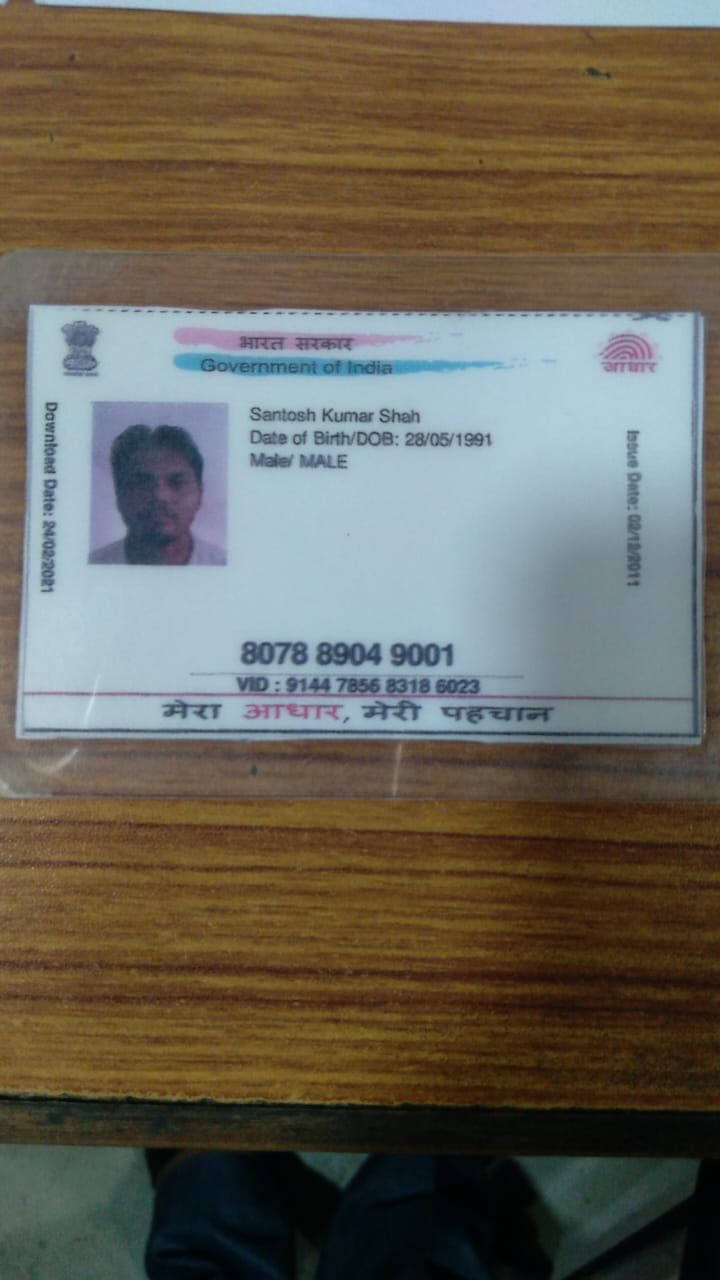 भारत सरकार
Government of India
आधार
Download Date: 24/02/2021
Santosh Kumar Shah
Date of Birth/DOB: 28/05/1991
Male/ MALE
Issue Date: 02/12/2011
8078 8904 9001
VID : 9144 7856 8318 6023
मेरा आधार, मेरी पहचान